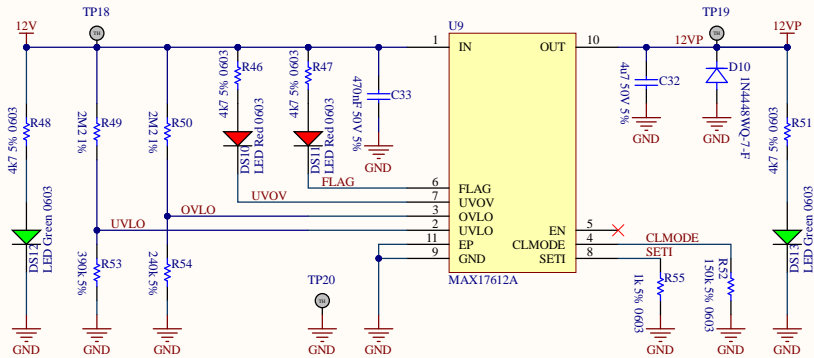 12V
TP18
TH
U9
MAX17612A
1 IN
OUT 10
6 FLAG
7 UVOV
3 OVLO
2 UVLO
11 EP
9 GND
EN 5
CLMODE 4
SETI 8
12VP
TP19
TH
12VP
R48
4k7 5% 0603
R49
2M2 1%
R50
2M2 1%
R46
4k7 5% 0603
R47
4k7 5% 0603
C33
470nF 50V 5%
GND
DS10
LED Red 0603
DS11
LED Red 0603
FLAG
UVOV
OVLO
UVLO
DS12
LED Green 0603
R53
390k 5%
R54
240k 5%
TP20
TH
GND
GND
GND
GND
GND
C32
4u7 50V 5%
GND
D10
1N4448WQ-7-F
GND
R51
4k7 5% 0603
DS13
LED Green 0603
CLMODE
SETI
R55
1k 5% 0603
R52
150k 5% 0603
GND
GND
GND